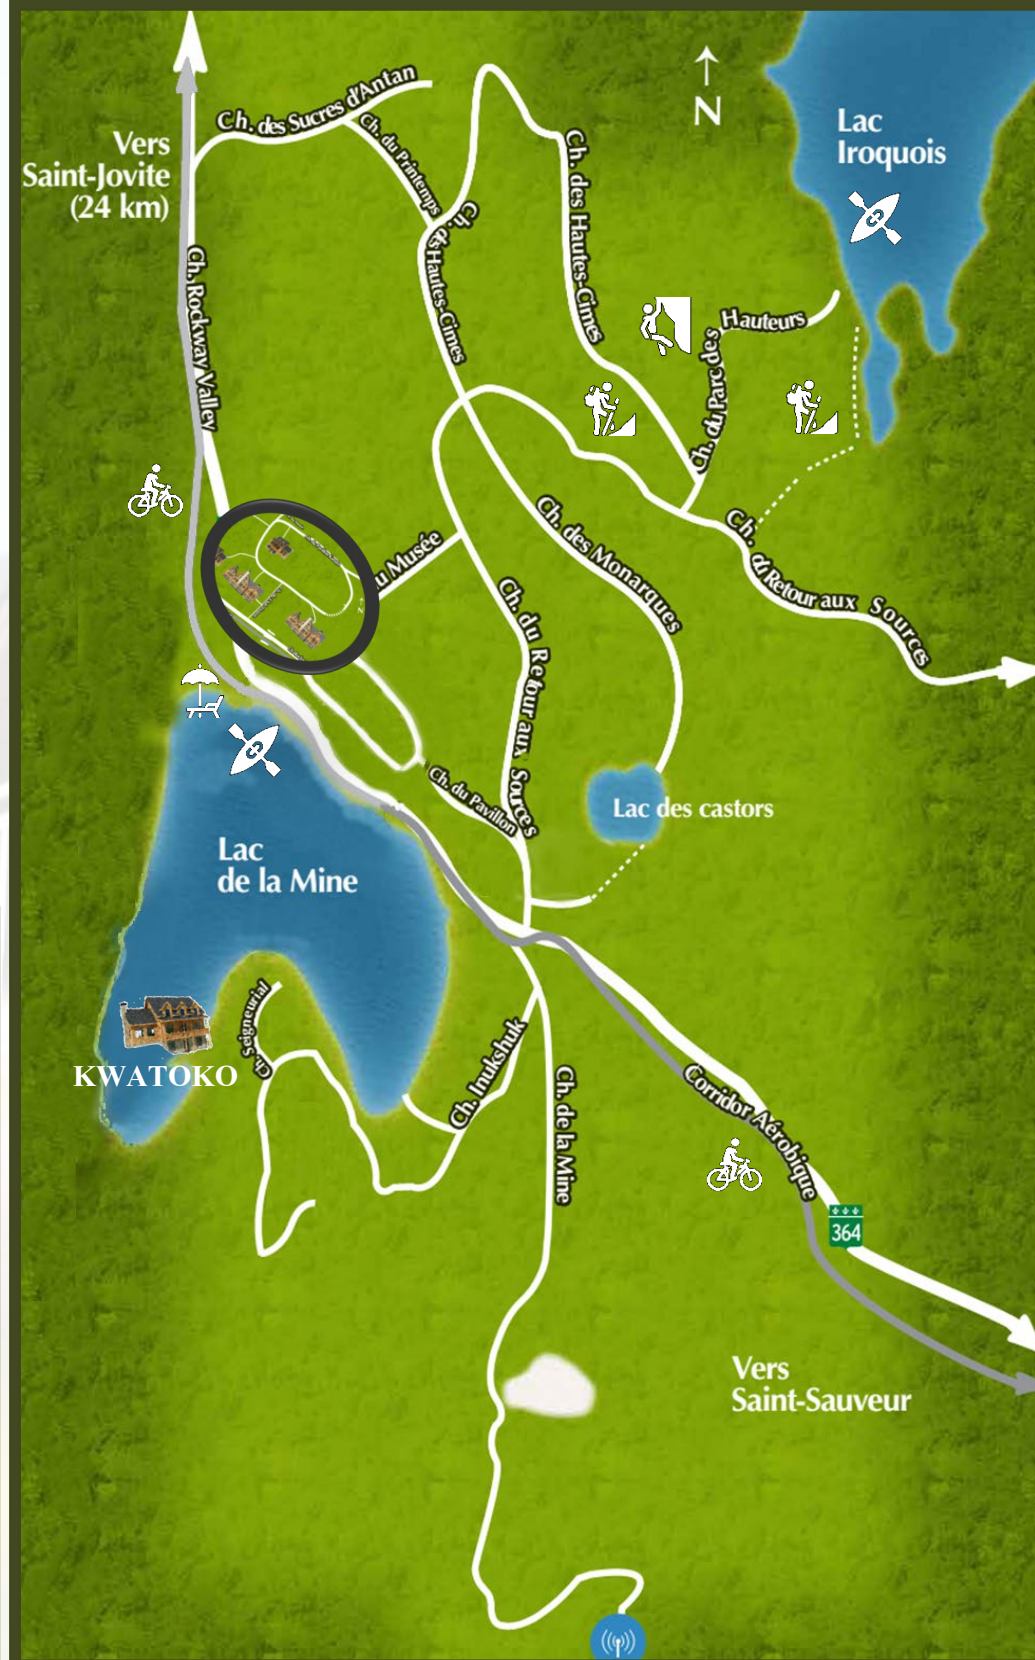 N
Lac
Iroquois
Vers
Saint-Jovite
(24 km)
Ch. des Sucres d'Antan
Ch. du Printemps
Ch.
des Hautes-Cimes
Ch. des Hautes-Cimes
Ch. Rockway Valley
Hauteurs
Ch. du Parc des
Ch. des Monarques
Ch. du Retour aux Sources
u Musée
Ch. du Retour aux Sources
Ch. du Pavillon
Lac des castors
Lac
de la Mine
Ch. Seigneurial
KWATOKO
Ch. Inukshuk
Ch. de la Mine
Corridor Aérobique
364
Vers
Saint-Sauveur